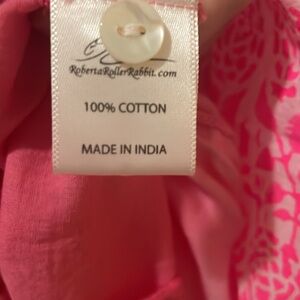 RobertaRollerRabbit.com
100% COTTON
MADE IN INDIA